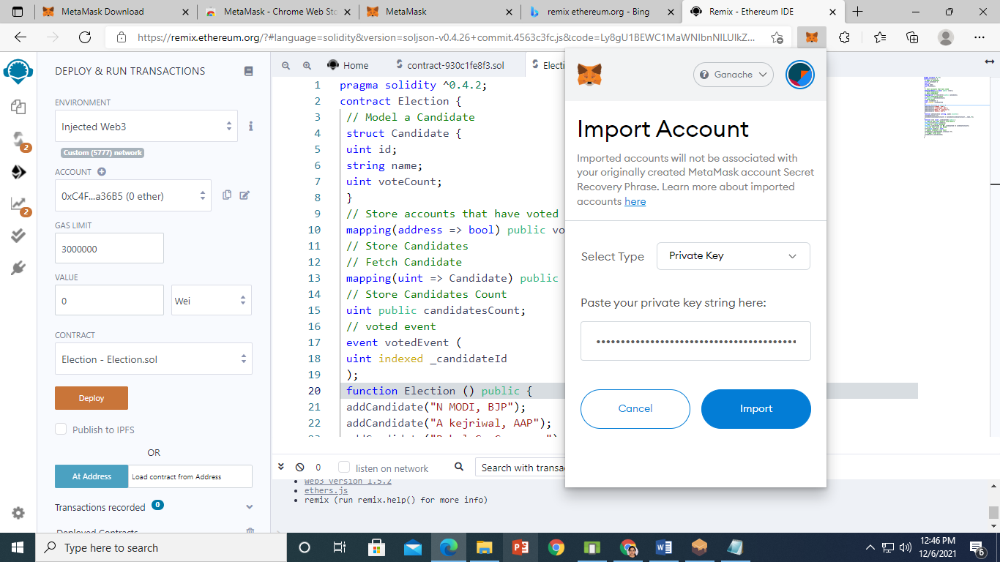 MetaMask Download
MetaMask - Chrome Web Sto
MetaMask
remix ethereum.org - Bing
Remix - Ethereum IDE
https://remix.ethereum.org/?#language=solidity&version=soljson-v0.4.26+commit.4563c3fc.js&code=Ly8gU1BEWC1MaWNlbnNlLUlkZ...
DEPLOY & RUN TRANSACTIONS
ENVIRONMENT
Injected Web3
Custom (5777) network
ACCOUNT
0xC4F...a36B5 (0 ether)
GAS LIMIT
3000000
VALUE
0
Wei
CONTRACT
Election - Election.sol
Deploy
Publish to IPFS
OR
At Address
Load contract from Address
Transactions recorded 0
Deployed Contracts
2
2
Home
contract-930c1fe8f3.sol
Electi
1 pragma solidity ^0.4.2;
2 contract Election {
3 // Model a Candidate
4 struct Candidate {
5 uint id;
6 string name;
7 uint voteCount;
8 }
9 // Store accounts that have voted
10 mapping(address => bool) public vo
11 // Store Candidates
12 // Fetch Candidate
13 mapping(uint => Candidate) public
14 // Store Candidates Count
15 uint public candidatesCount;
16 // voted event
17 event votedEvent (
18 uint indexed _candidateId
19 );
20 function Election () public {
21 addCandidate("N MODI, BJP");
22 addCandidate("A kejriwal, AAP");
0
listen on network
Search with transa
web3 version 1.5.2
ethers.js
remix (run remix.help() for more info)
Ganache
Import Account
Imported accounts will not be associated with
your originally created MetaMask account Secret
Recovery Phrase. Learn more about imported
accounts here
Select Type
Private Key
Paste your private key string here:
Cancel
Import
Type here to search
12:46 PM
12/6/2021
6